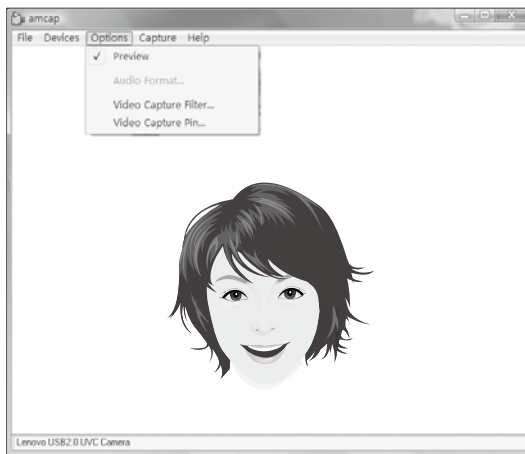 amcap
File Devices Options Capture Help
Preview
Audio Format...
Video Capture Filter...
Video Capture Pin...
Lenovo USB2.0 UVC Camera